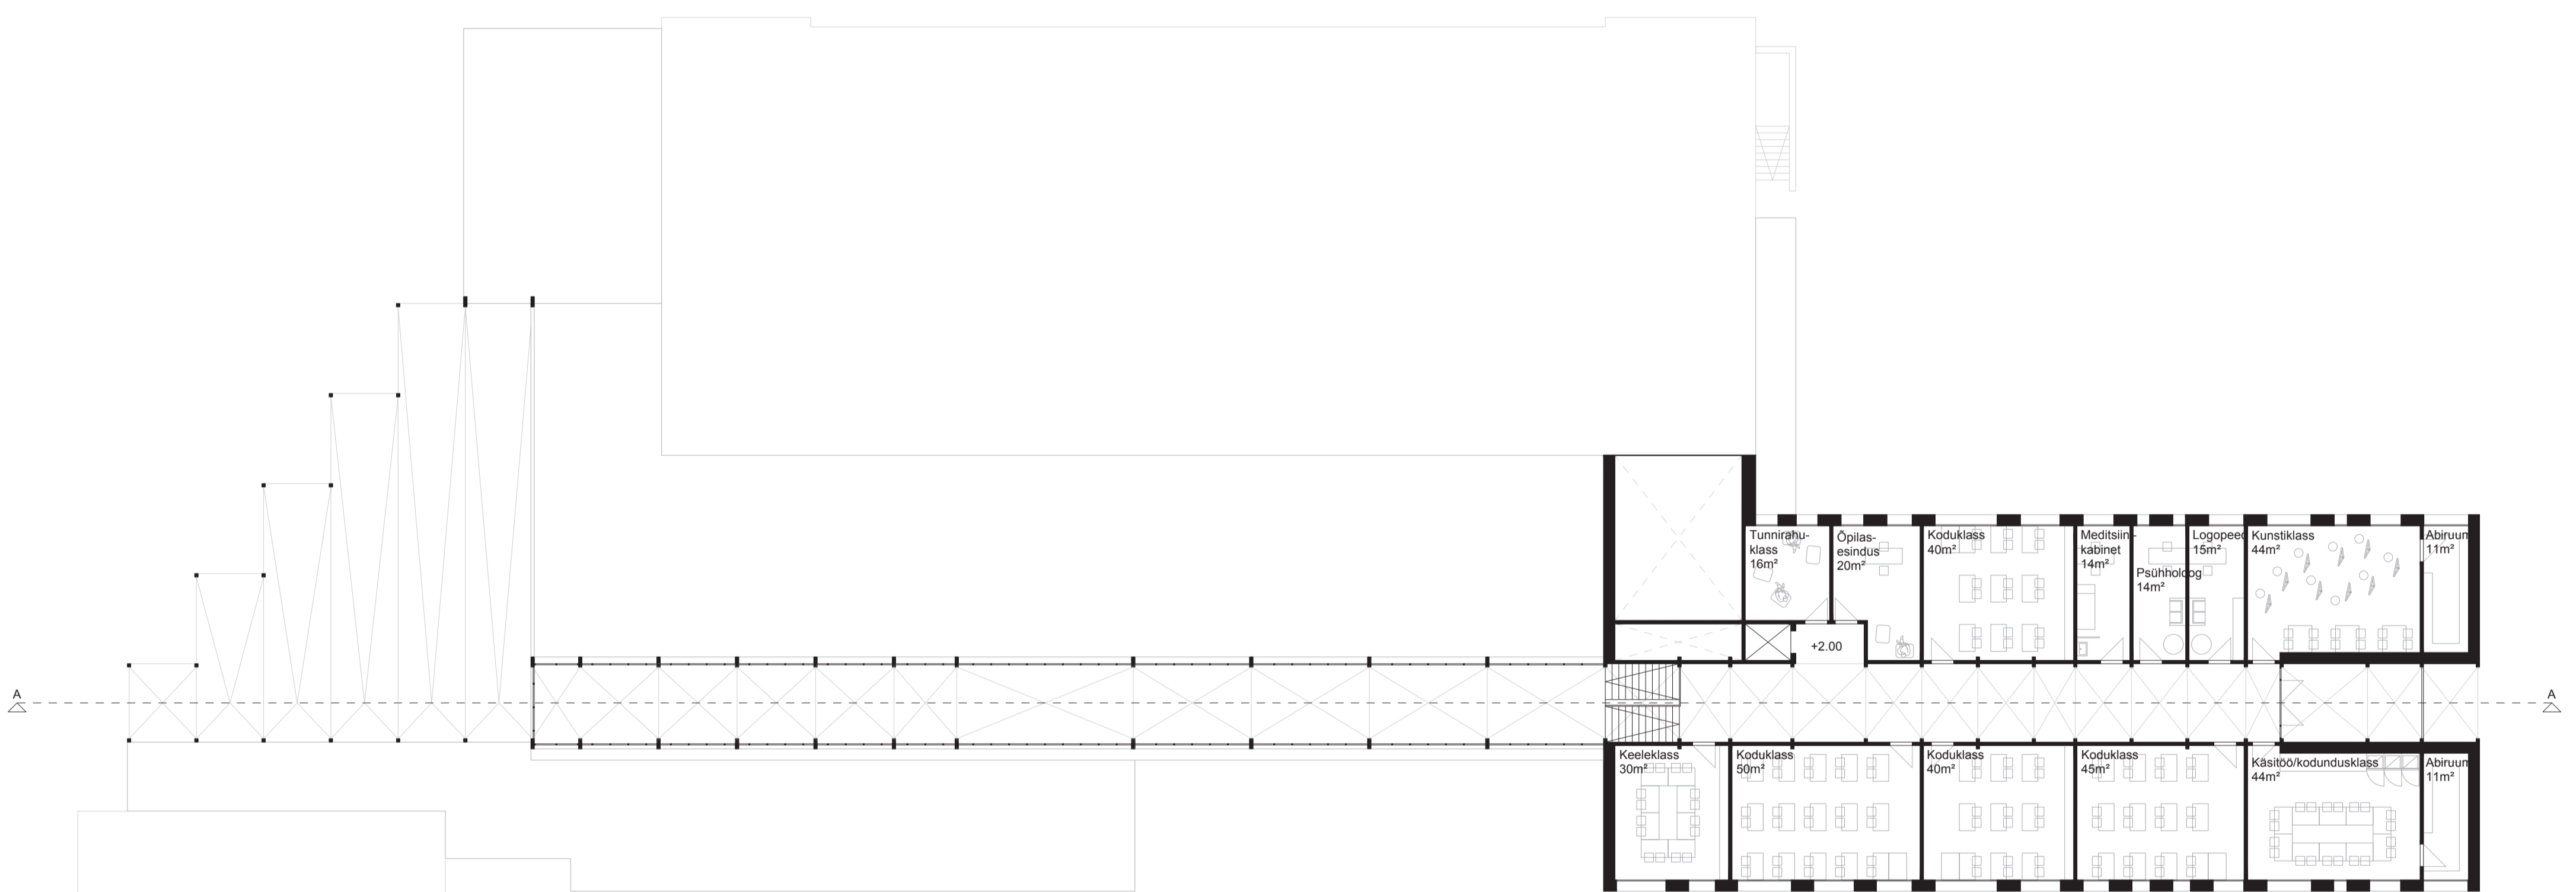 Tunnirahu-
klass
16m²
Õpilas-
esindus
20m²
Koduklass
40m²
Meditsiini-
kabinet
14m²
Psühholoog
14m²
Logopeed
15m²
Kunstiklass
44m²
Abiruum
11m²
+2.00
A
A
Keeleklass
30m²
Koduklass
50m²
Koduklass
40m²
Koduklass
45m²
Käsitöö/kodundusklass
44m²
Abiruum
11m²